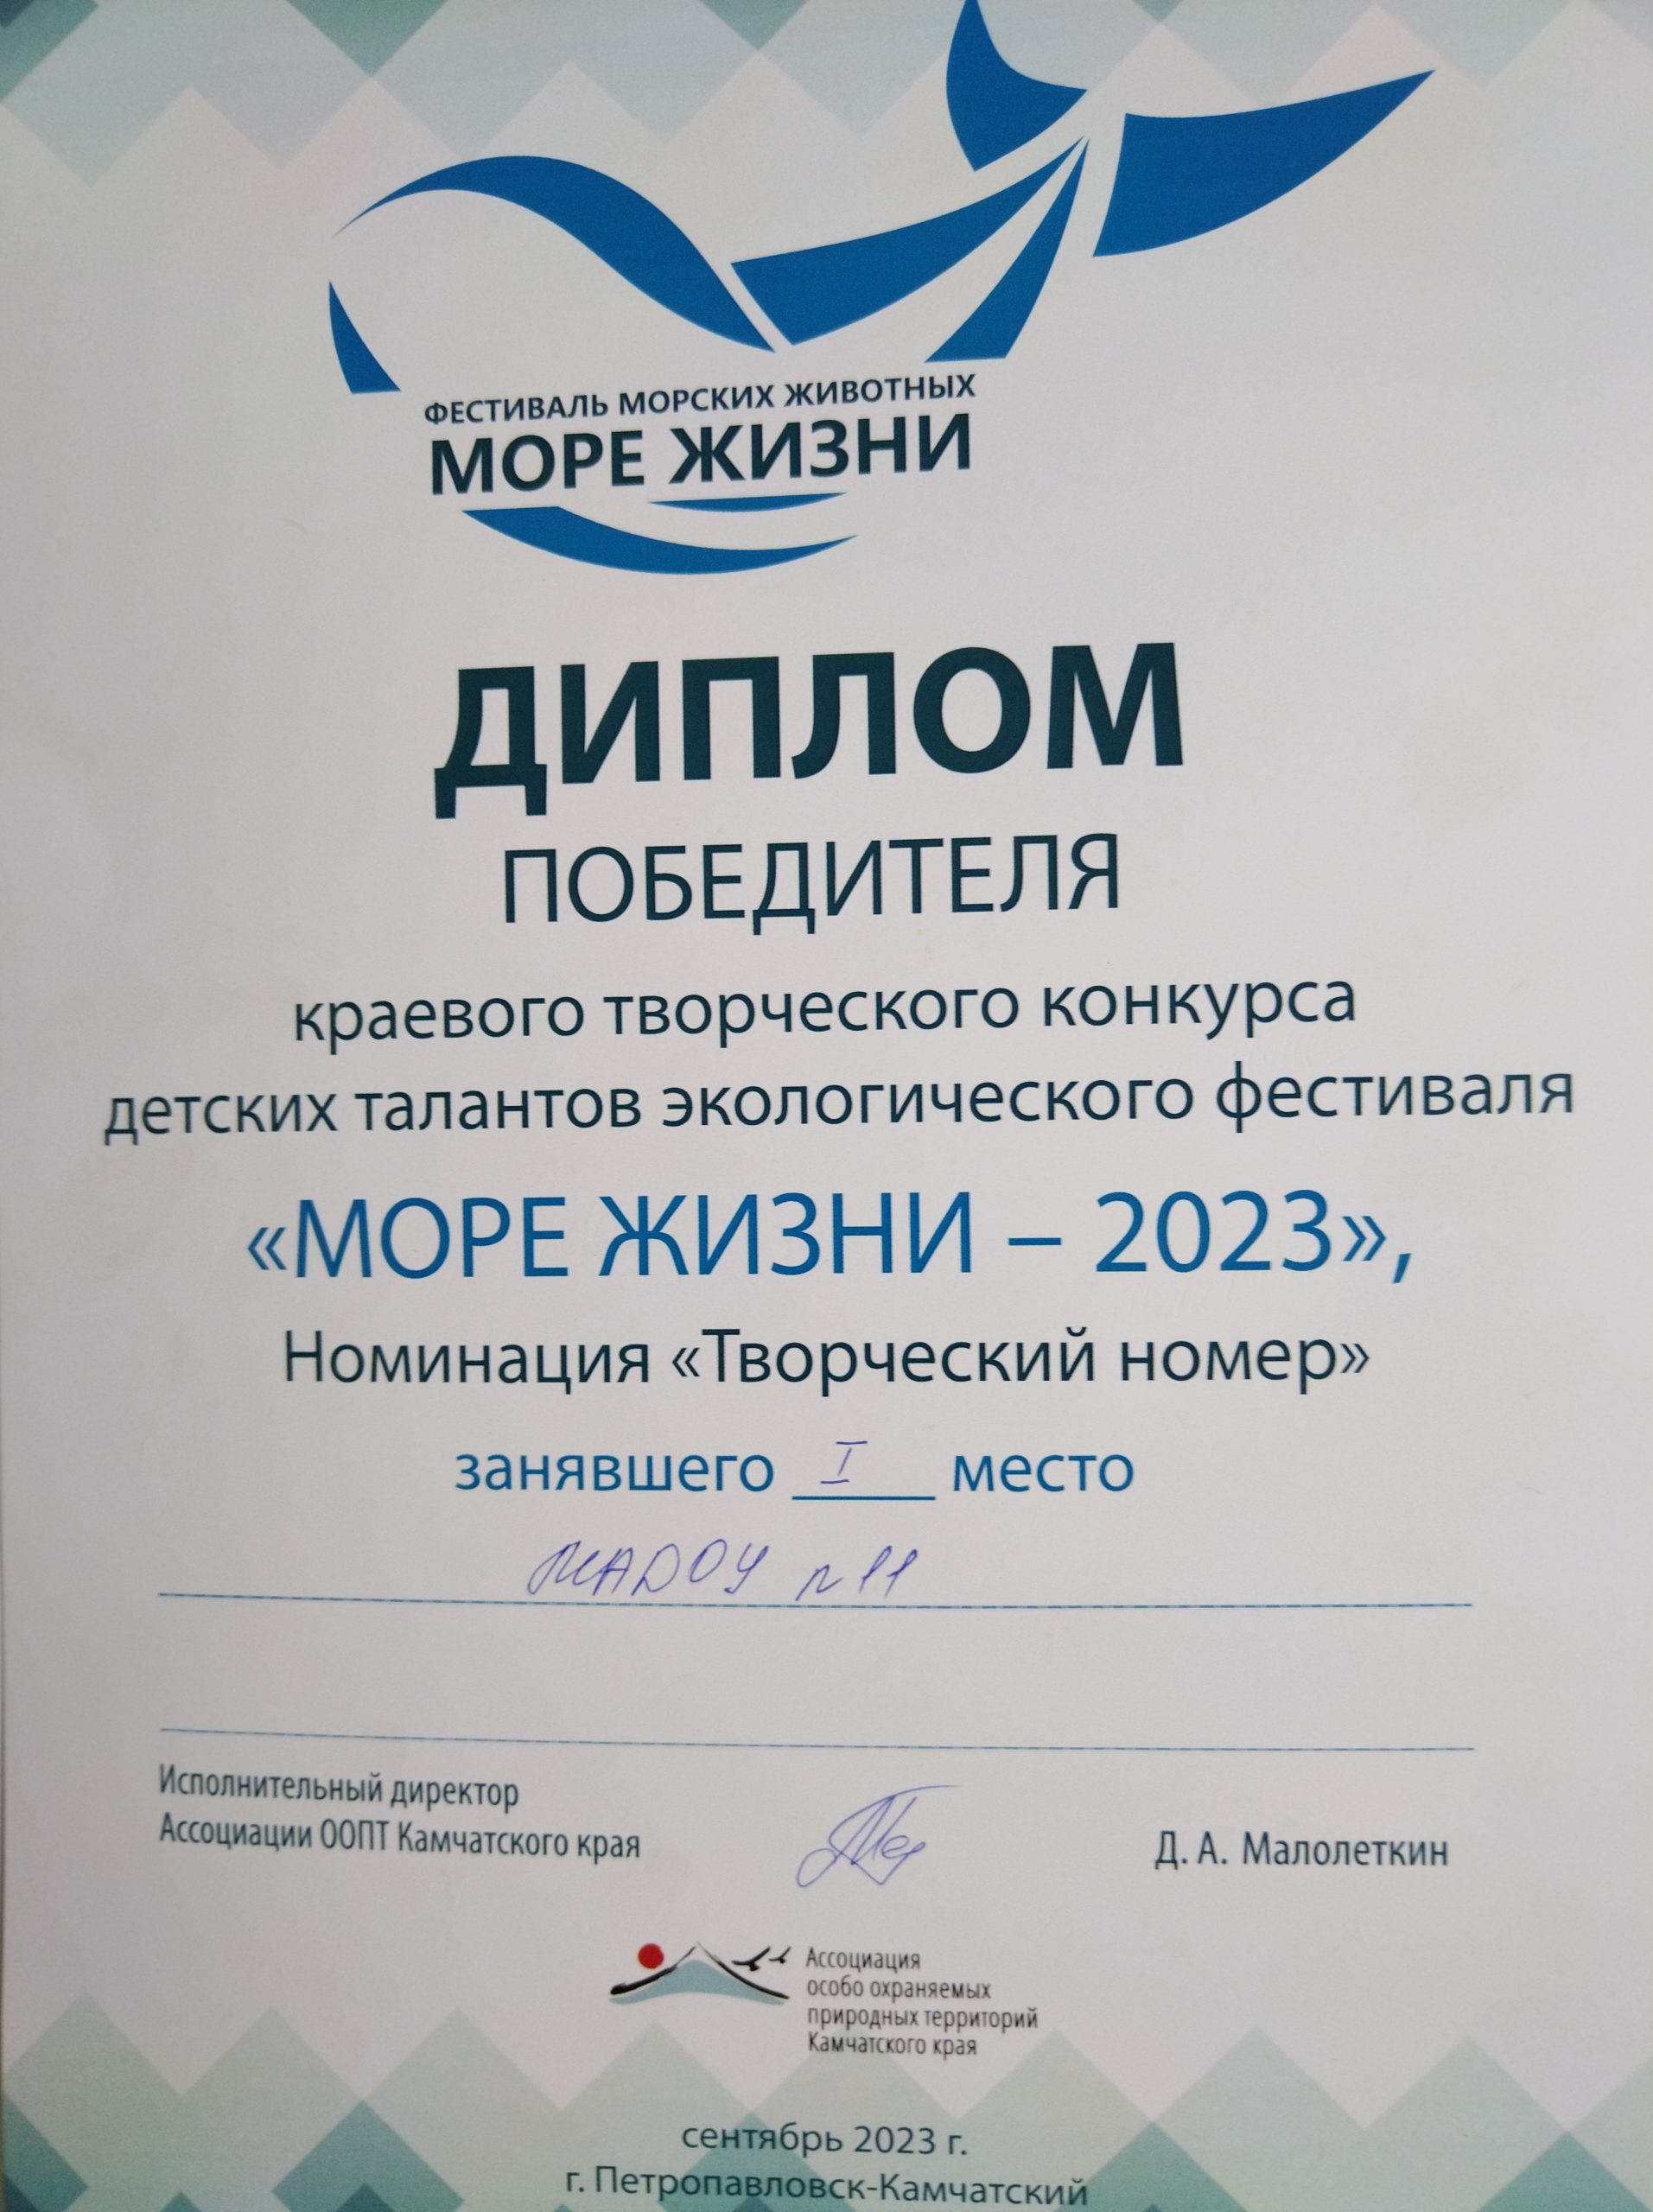 ФЕСТИВАЛЬ МОРСКИХ ЖИВОТНЫХ
МОРЕ ЖИЗНИ
ДИПЛОМ
ПОБЕДИТЕЛЯ
краевого творческого конкурса
детских талантов экологического фестиваля
«МОРЕ ЖИЗНИ – 2023»,
Номинация «Творческий номер»
занявшего I место
МАДОУ n 11
Исполнительный директор
Ассоциации ООПТ Камчатского края
Д. А. Малолеткин
Ассоциация
особо охраняемых
природных территорий
Камчатского края
сентябрь 2023 г.
г. Петропавловск-Камчатский